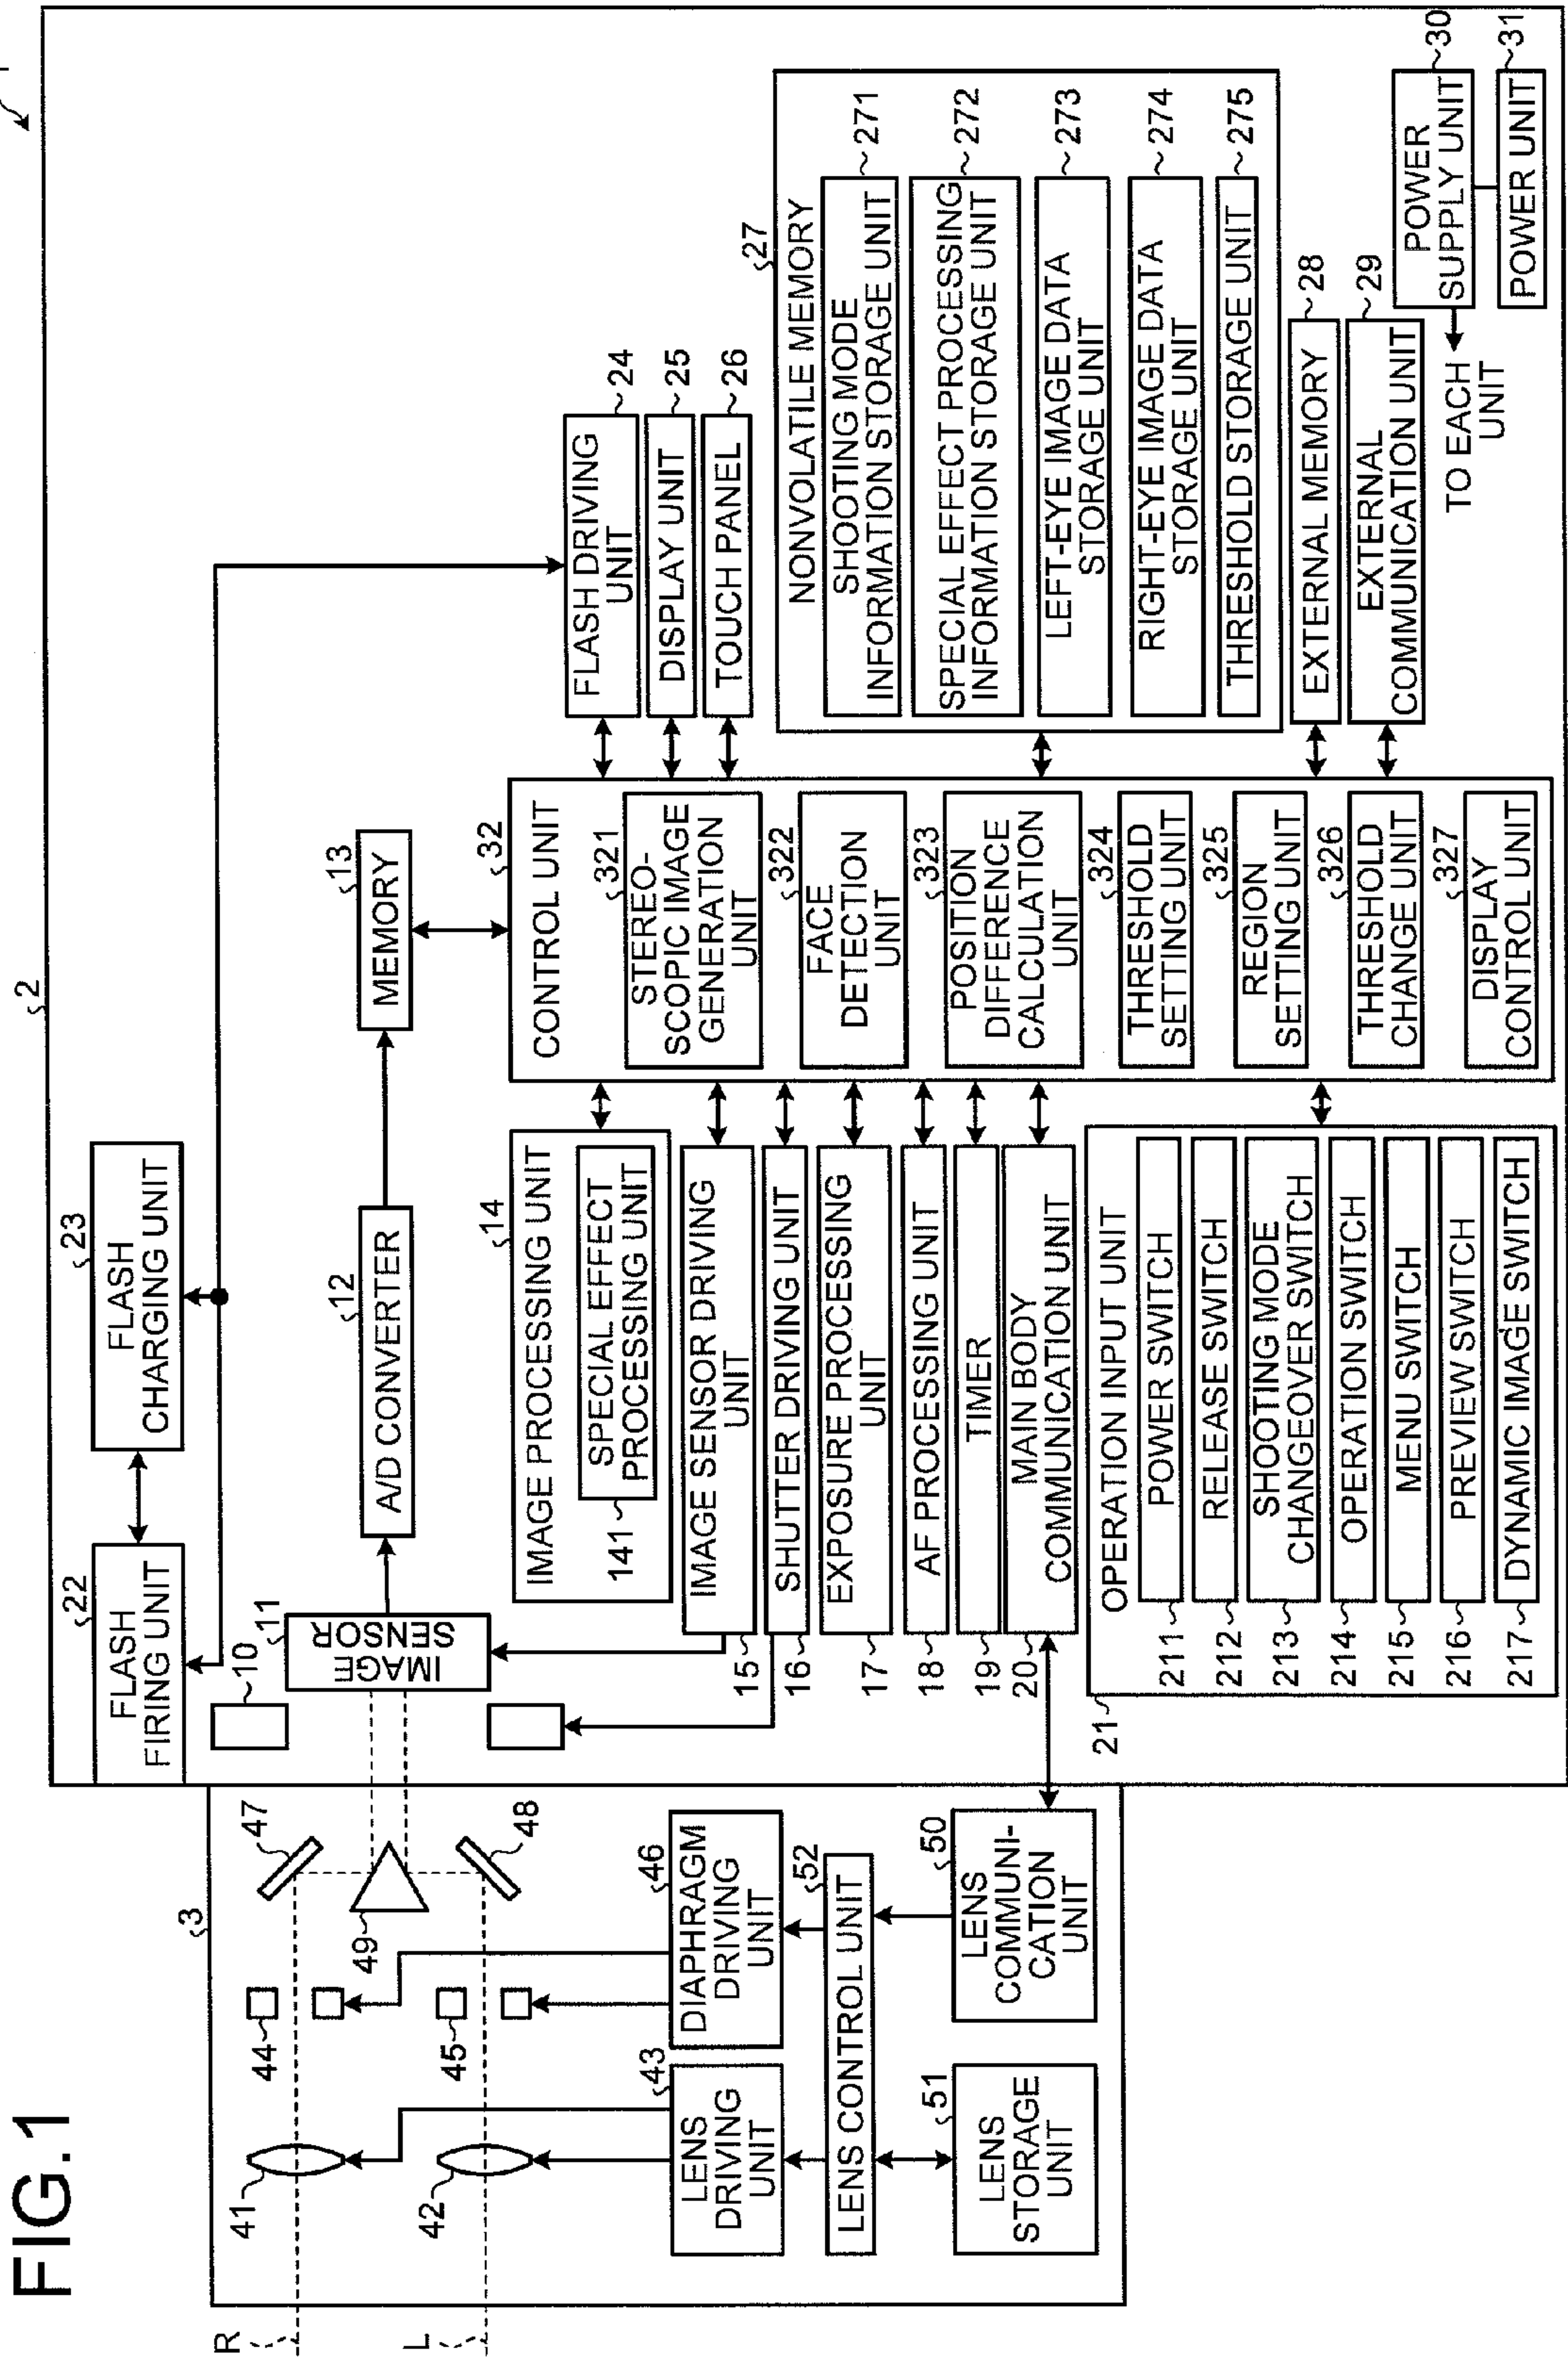 FIG.1
1
2
3
R
L
41
42
44
45
47
48
49
LENS
DRIVING
UNIT
43
DIAPHRAGM
DRIVING
UNIT
46
LENS CONTROL UNIT
52
LENS
STORAGE
UNIT
51
LENS
COMMUNI-
CATION
UNIT
50
FLASH
FIRING UNIT
22
FLASH
CHARGING UNIT
23
10
IMAGE
SENSOR
11
A/D CONVERTER
12
MEMORY
13
IMAGE PROCESSING UNIT
14
SPECIAL EFFECT
PROCESSING UNIT
141
IMAGE SENSOR DRIVING
UNIT
15
SHUTTER DRIVING UNIT
16
EXPOSURE PROCESSING
UNIT
17
AF PROCESSING UNIT
18
TIMER
19
MAIN BODY
COMMUNICATION UNIT
20
OPERATION INPUT UNIT
21
POWER SWITCH
211
RELEASE SWITCH
212
SHOOTING MODE
CHANGEOVER SWITCH
213
OPERATION SWITCH
214
MENU SWITCH
215
PREVIEW SWITCH
216
DYNAMIC IMAGE SWITCH
217
CONTROL UNIT
32
STEREO-
SCOPIC IMAGE
GENERATION
UNIT
321
FACE
DETECTION
UNIT
322
POSITION
DIFFERENCE
CALCULATION
UNIT
323
THRESHOLD
SETTING UNIT
324
REGION
SETTING UNIT
325
THRESHOLD
CHANGE UNIT
326
DISPLAY
CONTROL UNIT
327
FLASH DRIVING
UNIT
24
DISPLAY UNIT
25
TOUCH PANEL
26
NONVOLATILE MEMORY
27
SHOOTING MODE
INFORMATION STORAGE UNIT
271
SPECIAL EFFECT PROCESSING
INFORMATION STORAGE UNIT
272
LEFT-EYE IMAGE DATA
STORAGE UNIT
273
RIGHT-EYE IMAGE DATA
STORAGE UNIT
274
THRESHOLD STORAGE UNIT
275
EXTERNAL MEMORY
28
EXTERNAL
COMMUNICATION UNIT
29
TO EACH
UNIT
POWER
SUPPLY UNIT
30
POWER UNIT
31